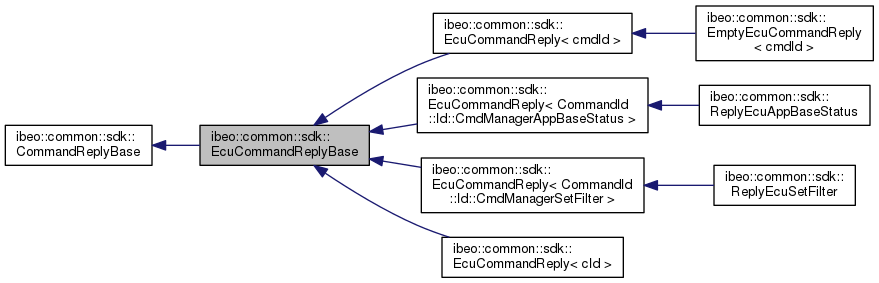 ibeo::common::sdk::
CommandReplyBase
ibeo::common::sdk::
EcuCommandReplyBase
ibeo::common::sdk::
EcuCommandReply< cmdId >
ibeo::common::sdk::
EmptyEcuCommandReply
< cmdId >
ibeo::common::sdk::
EcuCommandReply< CommandId
::Id::CmdManagerAppBaseStatus >
ibeo::common::sdk::
ReplyEcuAppBaseStatus
ibeo::common::sdk::
EcuCommandReply< CommandId
::Id::CmdManagerSetFilter >
ibeo::common::sdk::
ReplyEcuSetFilter
ibeo::common::sdk::
EcuCommandReply< cId >